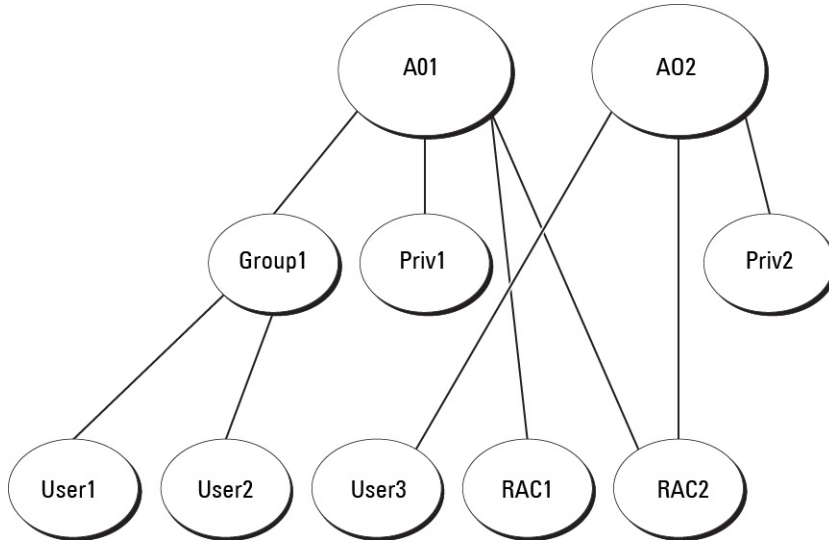 A01
AO2
Group1
Priv1
Priv2
User1
User2
User3
RAC1
RAC2